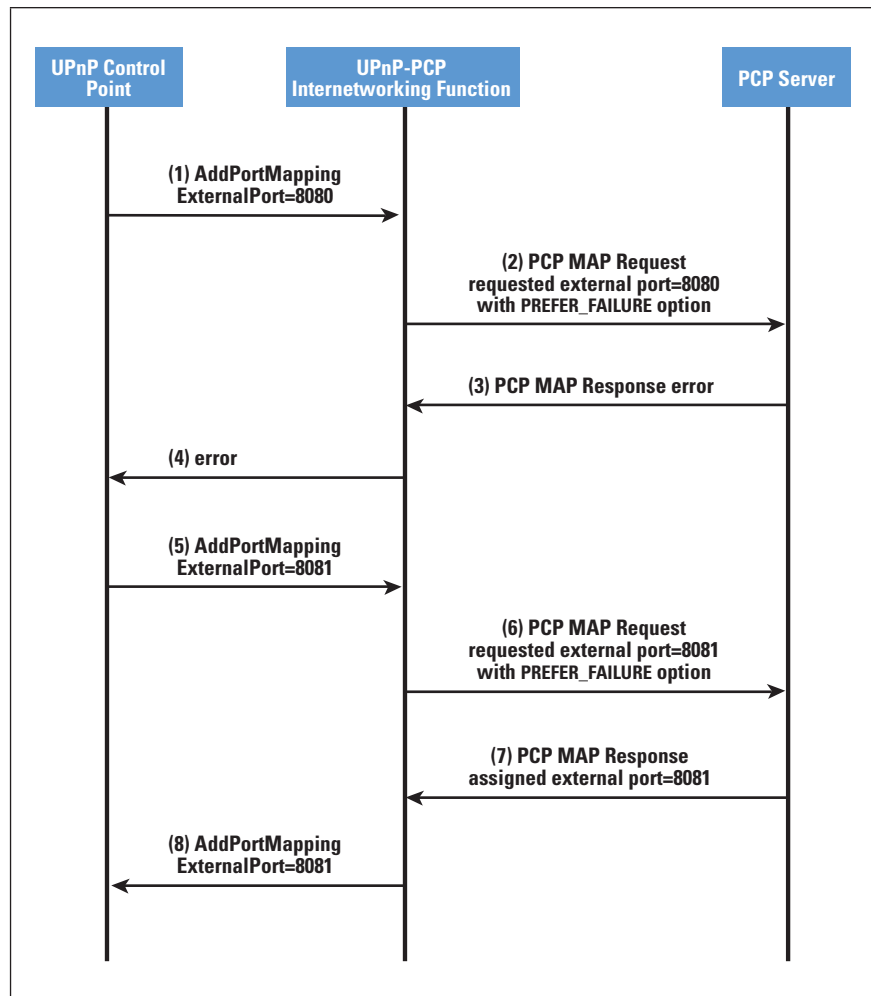 UPnP Control
Point
UPnP-PCP
Internetworking Function
PCP Server
(1) AddPortMapping
ExternalPort=8080
(2) PCP MAP Request
requested external port=8080
with PREFER_FAILURE option
(3) PCP MAP Response error
(4) error
(5) AddPortMapping
ExternalPort=8081
(6) PCP MAP Request
requested external port=8081
with PREFER_FAILURE option
(7) PCP MAP Response
assigned external port=8081
(8) AddPortMapping
ExternalPort=8081